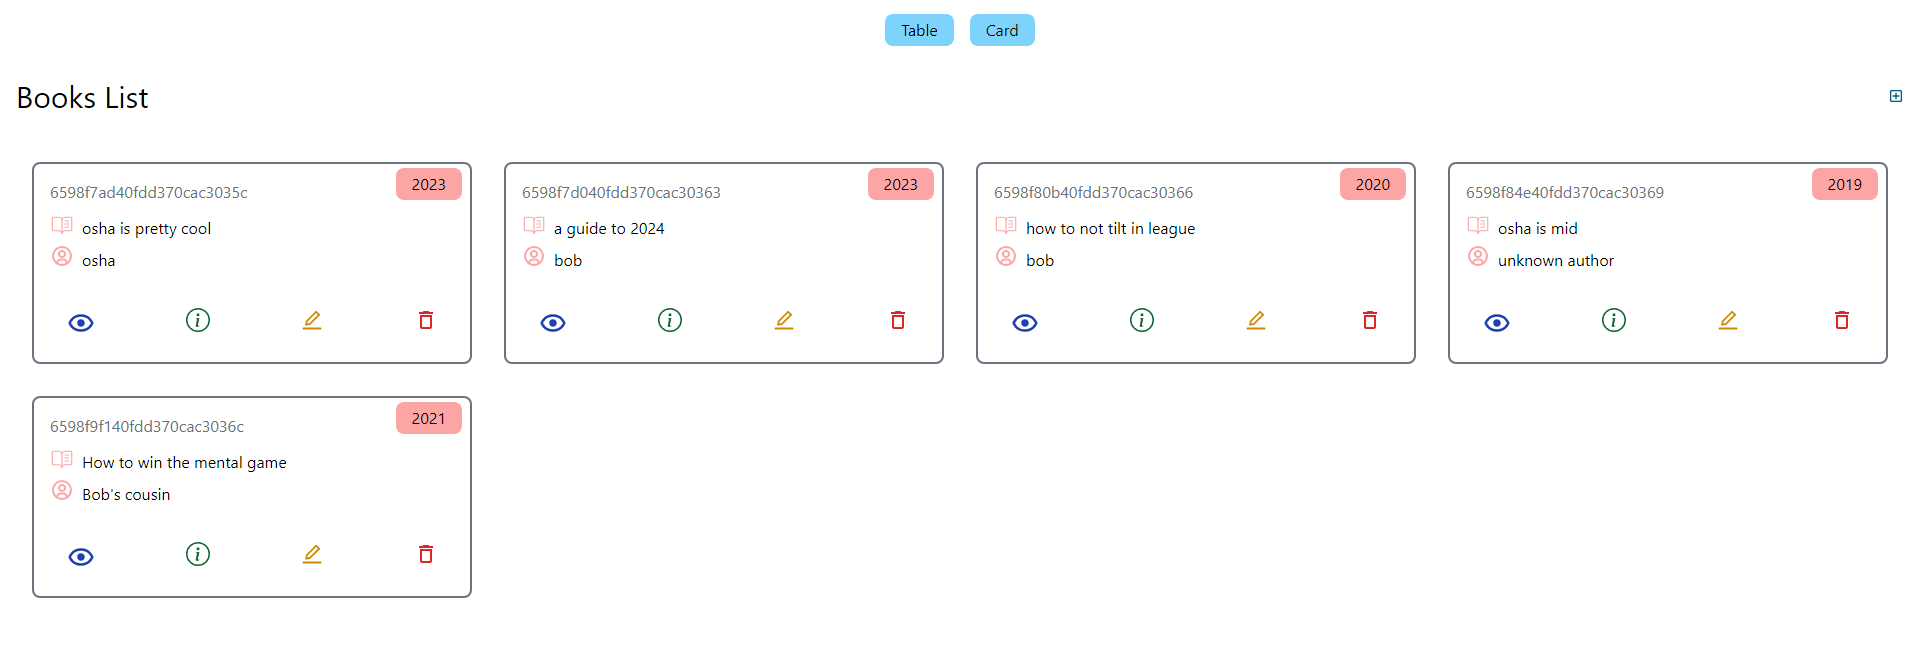 Table
Card
Books List
6598f7ad40fdd370cac3035c
2023
osha is pretty cool
osha
6598f7d040fdd370cac30363
2023
a guide to 2024
bob
6598f80b40fdd370cac30366
2020
how to not tilt in league
bob
6598f84e40fdd370cac30369
2019
osha is mid
unknown author
6598f9f140fdd370cac3036c
2021
How to win the mental game
Bob's cousin